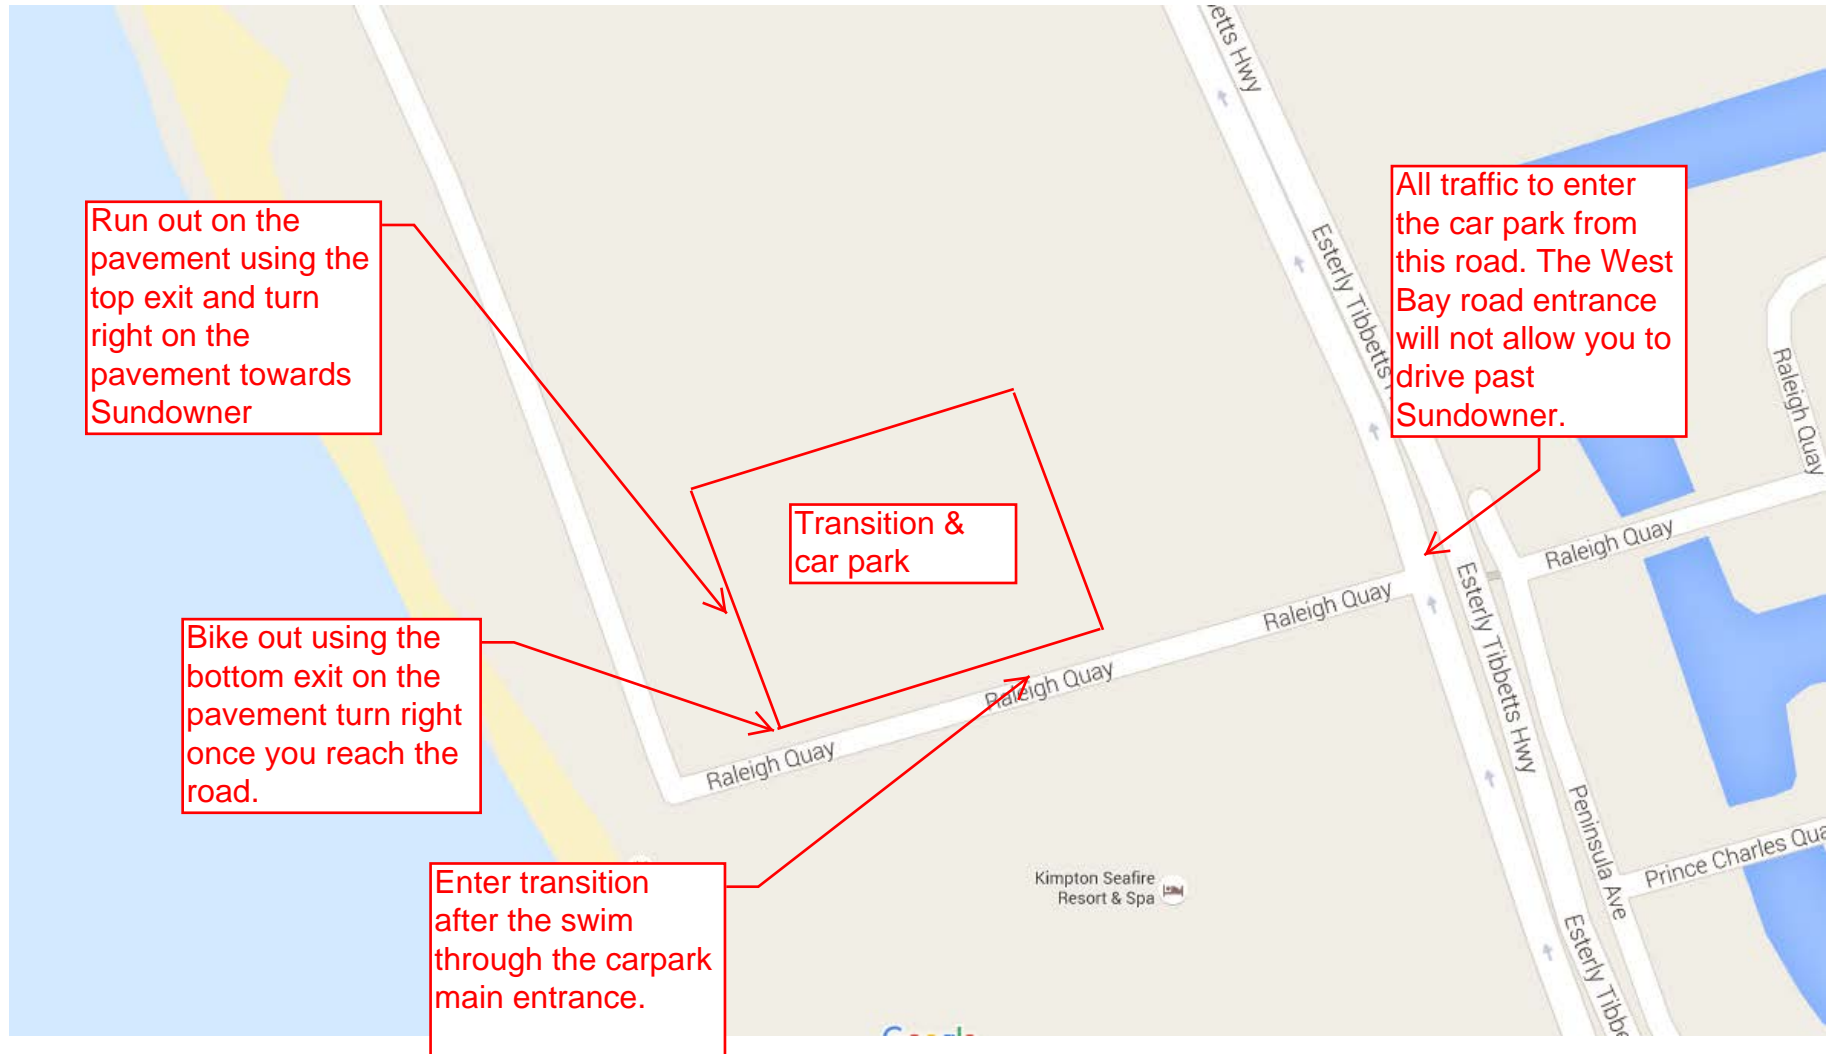 etts Hwy
All traffic to enter
the car park from
this road. The West
Bay road entrance
will not allow you to
drive past
Sundowner.
Run out on the
pavement using the
top exit and turn
right on the
pavement towards
Sundowner
Esterly Tibbetts
Raleigh Quay
Transition &
car park
Raleigh Quay
Raleigh Quay
Esterly Tibbetts Hwy
Bike out using the
bottom exit on the
pavement turn right
once you reach the
road.
Raleigh Quay
Raleigh Quay
Peninsula Ave
Prince Charles Qua
Enter transition
after the swim
through the carpark
main entrance.
Kimpton Seafire
Resort & Spa
Esterly Tibbe
Google